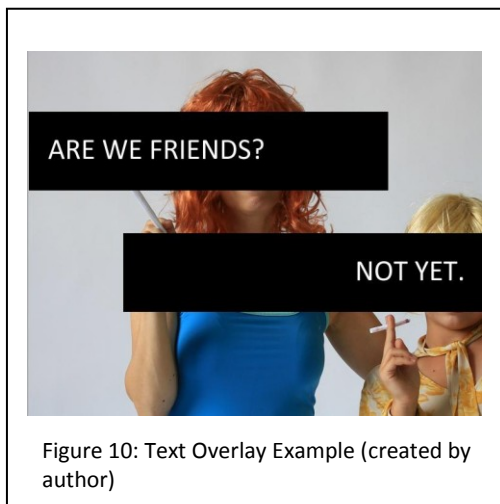 ARE WE FRIENDS?
NOT YET.
Figure 10: Text Overlay Example (created by
author)